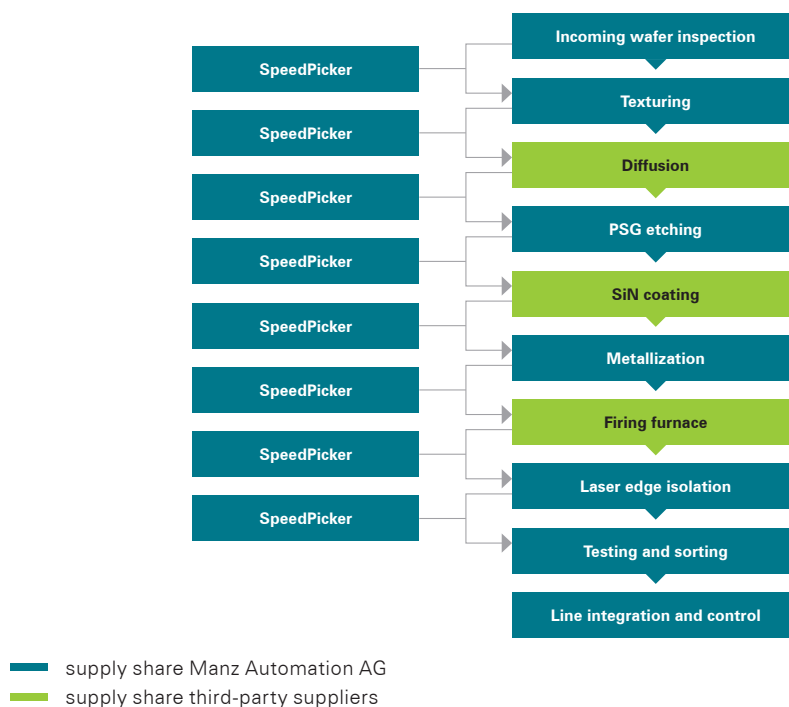 Incoming wafer inspection
SpeedPicker
Texturing
SpeedPicker
Diffusion
SpeedPicker
PSG etching
SpeedPicker
SiN coating
SpeedPicker
Metallization
SpeedPicker
Firing furnace
SpeedPicker
Laser edge isolation
SpeedPicker
Testing and sorting
Line integration and control
supply share Manz Automation AG
supply share third-party suppliers